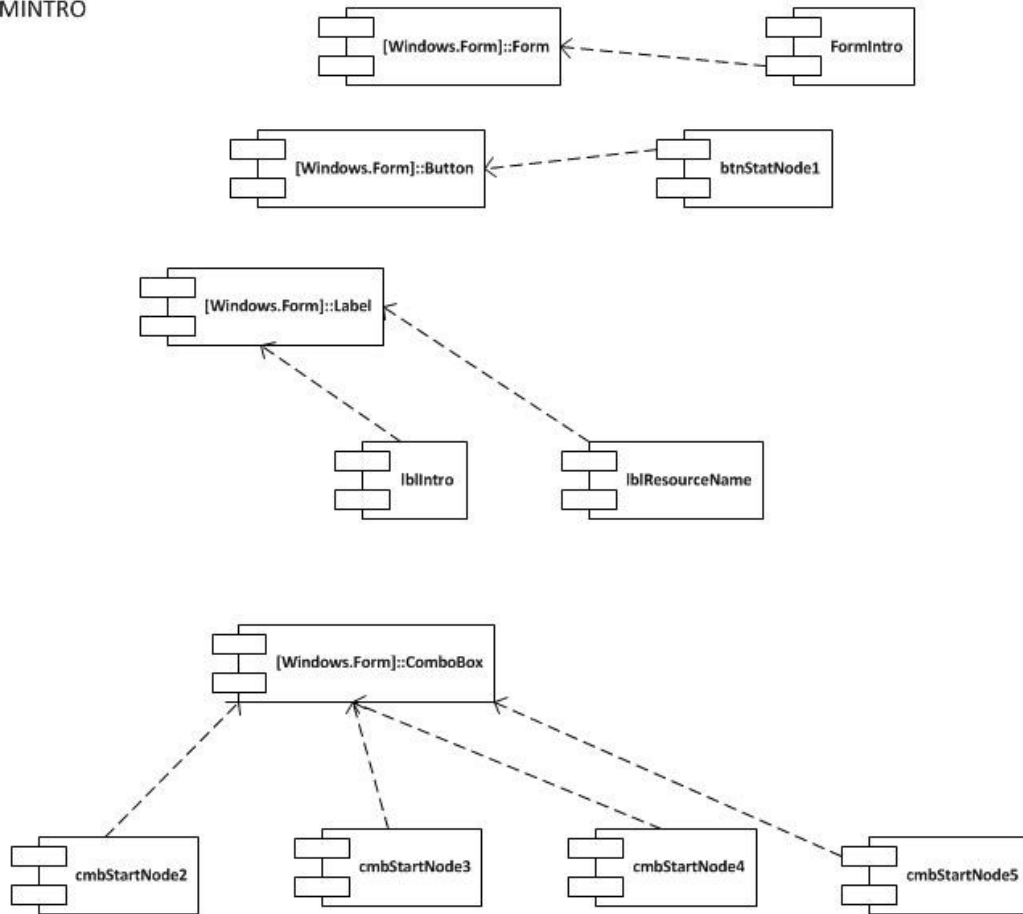 MINTRO
[Windows.Form]::Form
FormIntro
[Windows.Form]::Button
btnStatNode1
[Windows.Form]::Label
lblIntro
lblResourceName
[Windows.Form]::ComboBox
cmbStartNode2
cmbStartNode3
cmbStartNode4
cmbStartNode5